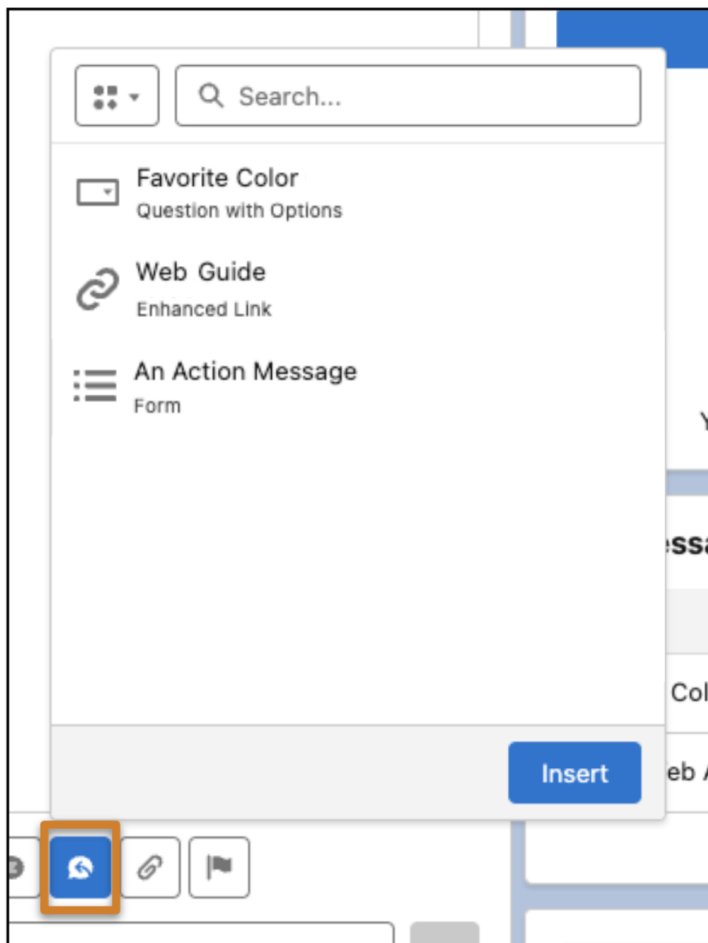 Search...
Favorite Color
Question with Options
Web Guide
Enhanced Link
An Action Message
Form
Insert